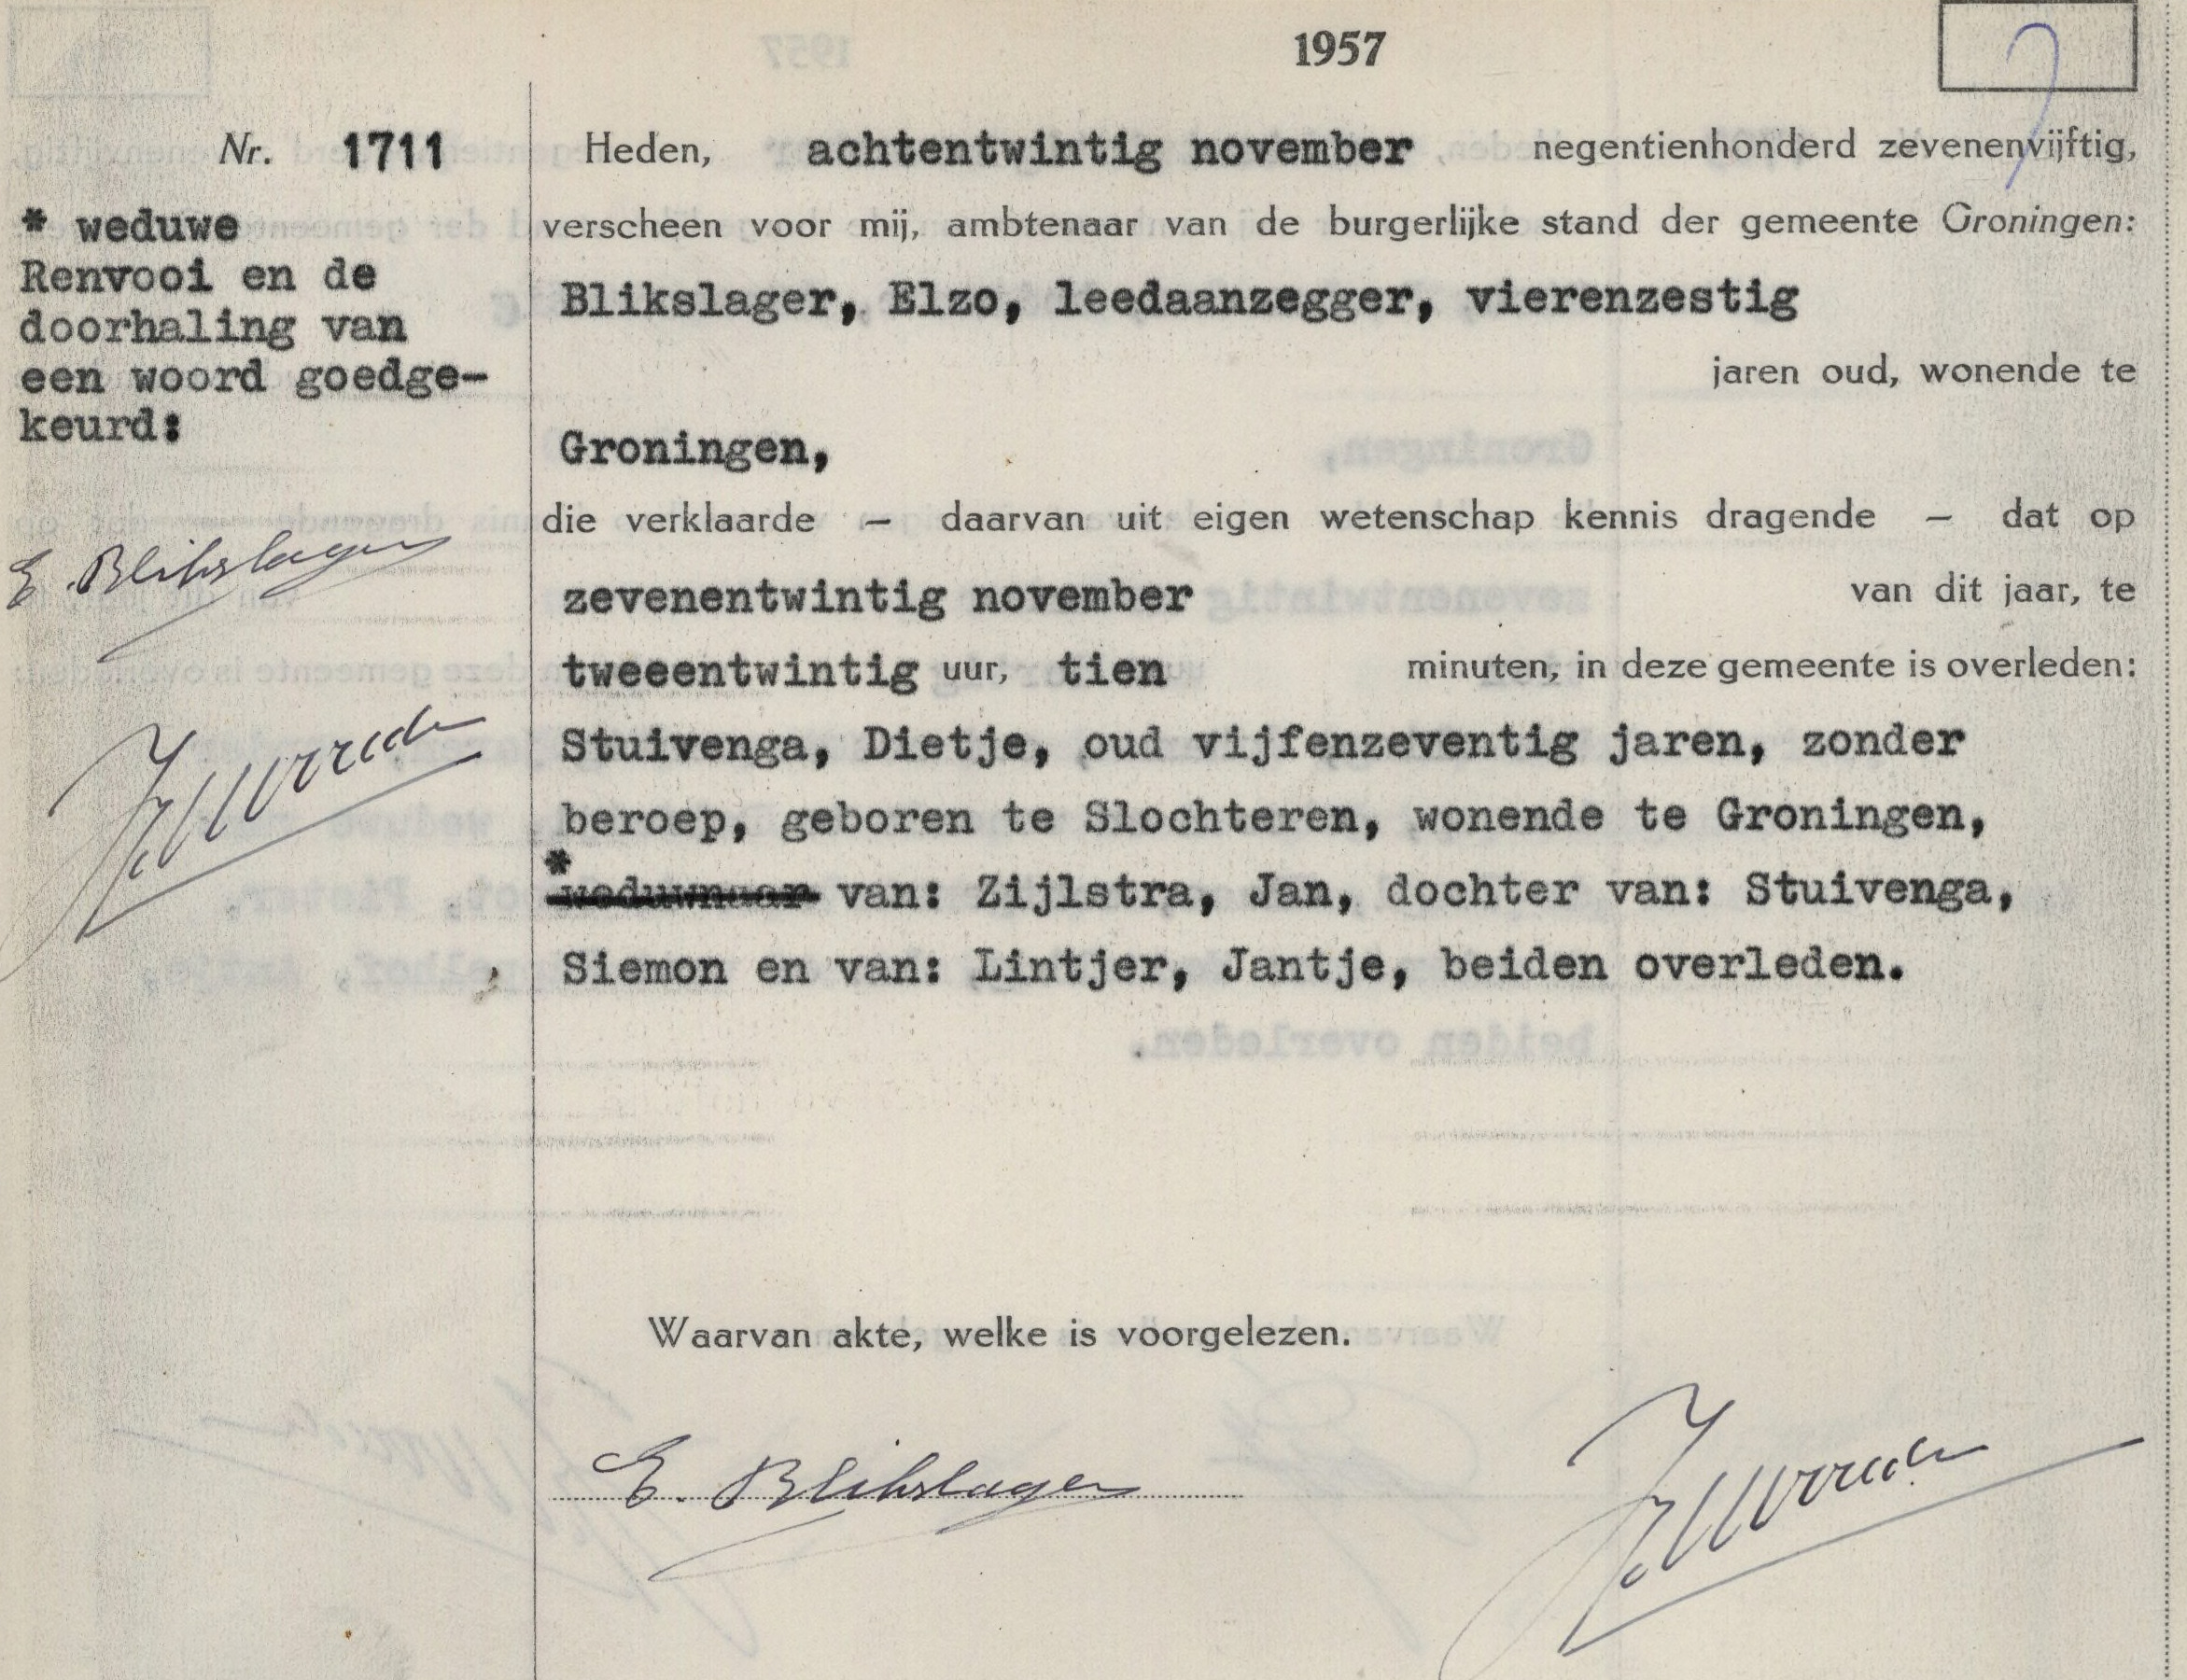 1957
Nr. 1711
* weduwe
Renvooi en de
doorhaling van
een woord goedge-
keurd:
E. Blikslager
Heden, achtentwintig november negentienhonderd zevenenvijftig,
verscheen voor mij, ambtenaar van de burgerlijke stand der gemeente Groningen:
Blikslager, Elzo, leedaanzegger, vierenzestig
jaren oud, wonende te
Groningen,
die verklaarde — daarvan uit eigen wetenschap kennis dragende — dat op
zevenentwintig november van dit jaar, te
tweeentwintig uur, tien minuten, in deze gemeente is overleden:
Stuivenga, Dietje, oud vijfenzeventig jaren, zonder
beroep, geboren te Slochteren, wonende te Groningen,
* weduwnaar van: Zijlstra, Jan, dochter van: Stuivenga,
Siemon en van: Lintjer, Jantje, beiden overleden.
Waarvan akte, welke is voorgelezen.
E. Blikslager